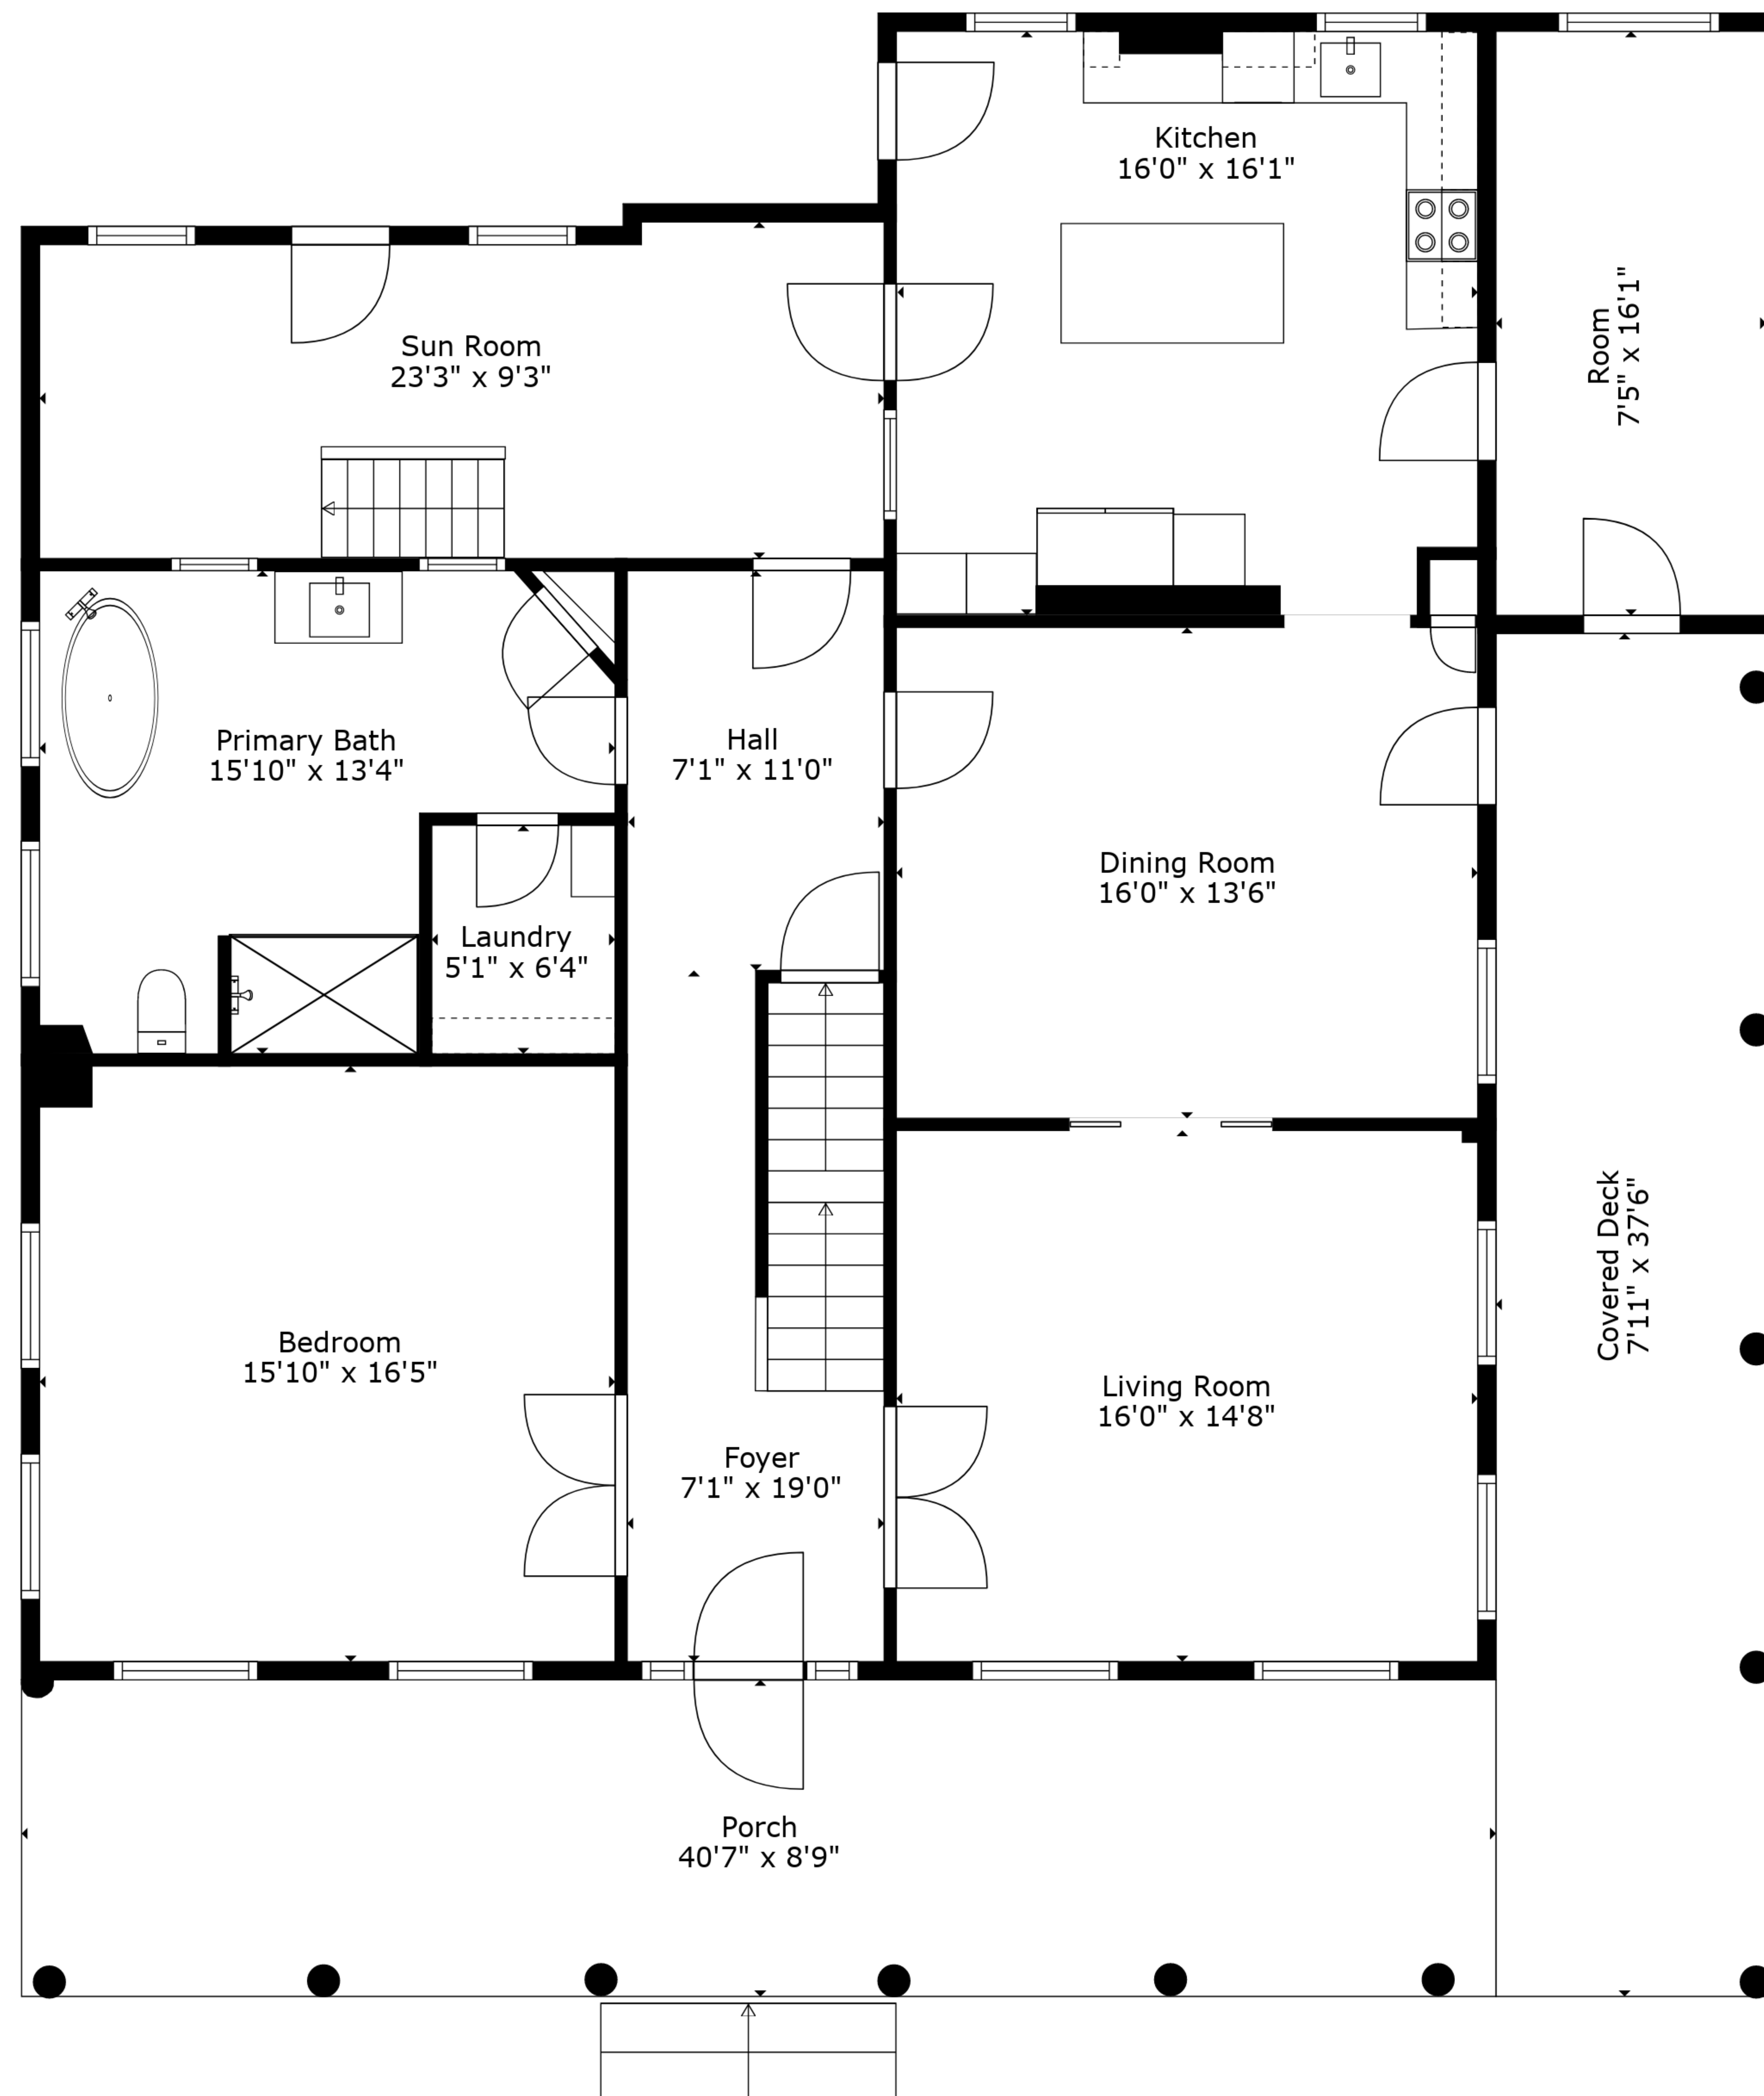 Kitchen
16'0" x 16'1"
Room
7'5" x 16'1"
Sun Room
23'3" x 9'3"
Primary Bath
15'10" x 13'4"
Hall
7'1" x 11'0"
Dining Room
16'0" x 13'6"
Laundry
5'1" x 6'4"
Covered Deck
7'11" x 37'6"
Bedroom
15'10" x 16'5"
Living Room
16'0" x 14'8"
Foyer
7'1" x 19'0"
Porch
40'7" x 8'9"